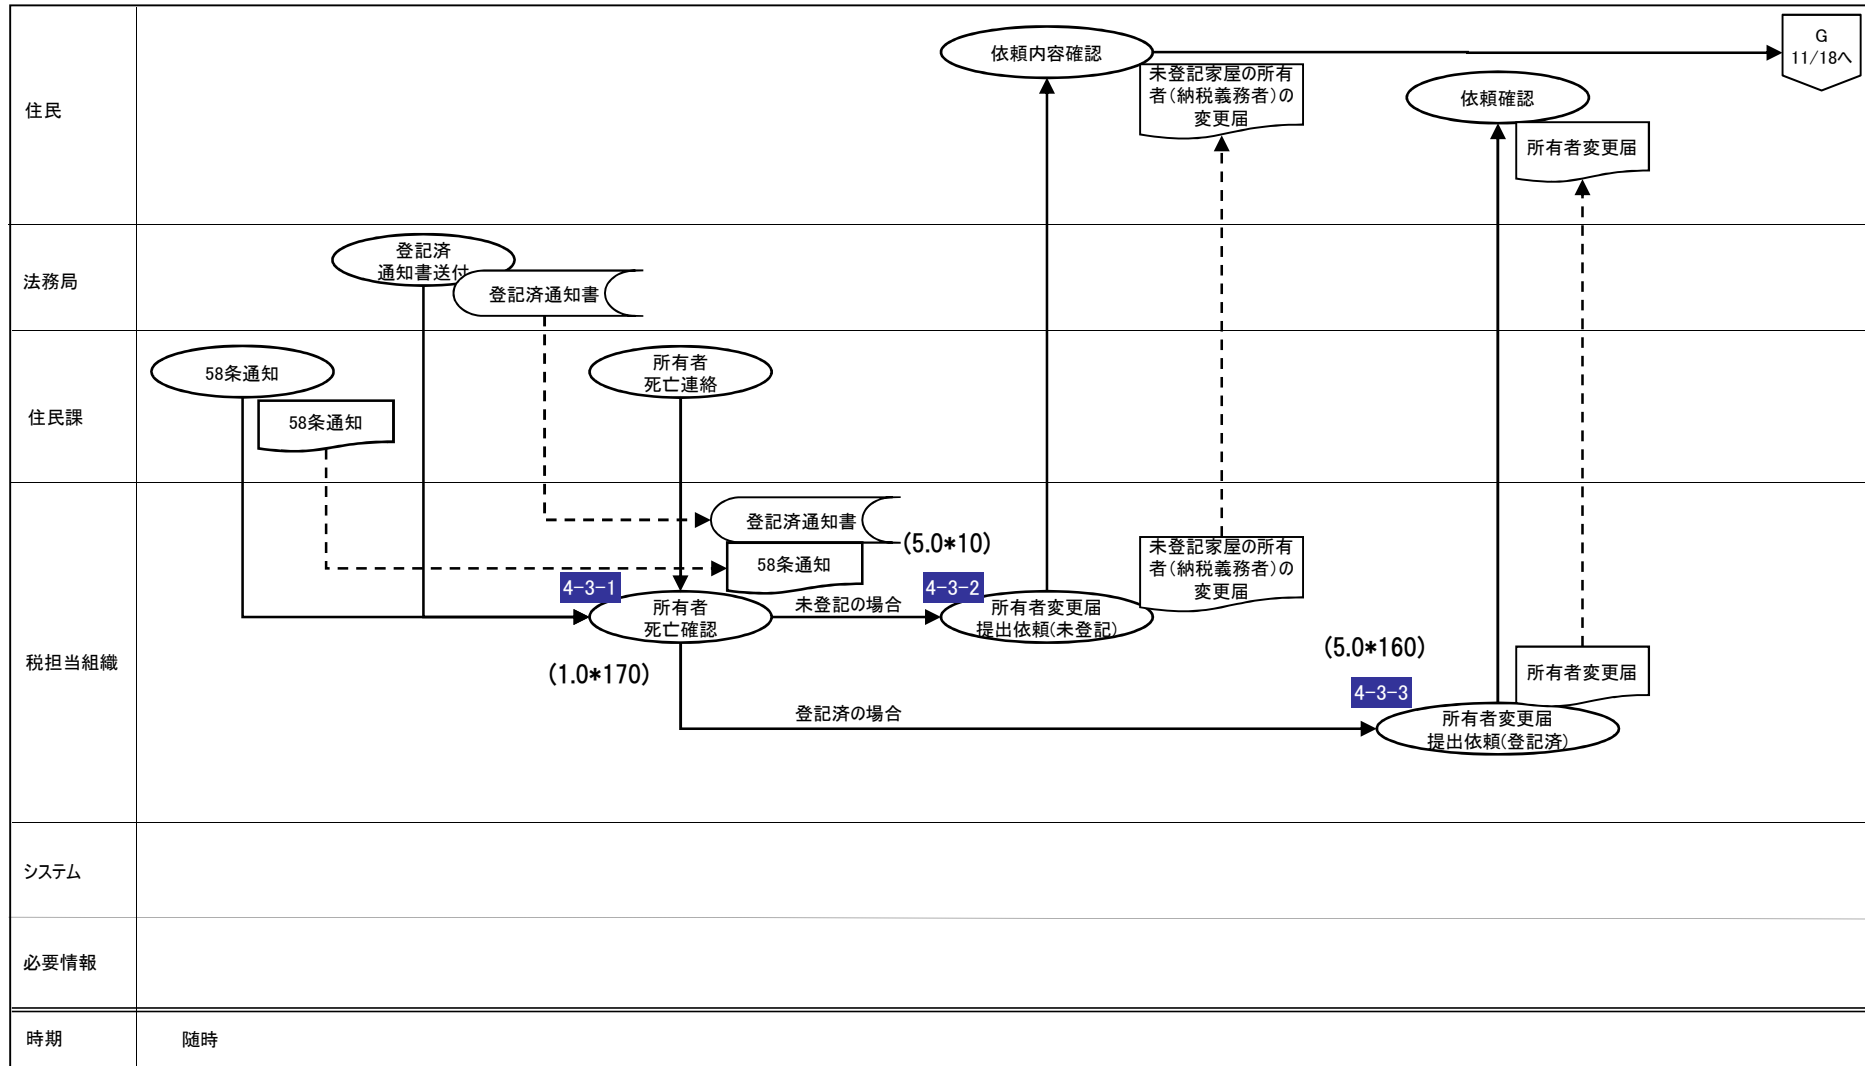 住民
依頼内容確認
未登記家屋の所有
者(納税義務者)の
変更届
依頼確認
所有者変更届
G
11/18へ
法務局
登記済
通知書送付
登記済通知書
住民課
58条通知
58条通知
所有者
死亡連絡
税担当組織
登記済通知書
58条通知
(5.0*10)
4-3-1
所有者
死亡確認
(1.0*170)
未登記の場合
4-3-2
所有者変更届
提出依頼(未登記)
未登記家屋の所有
者(納税義務者)の
変更届
登記済の場合
(5.0*160)
4-3-3
所有者変更届
提出依頼(登記済)
所有者変更届
システム
必要情報
時期
随時